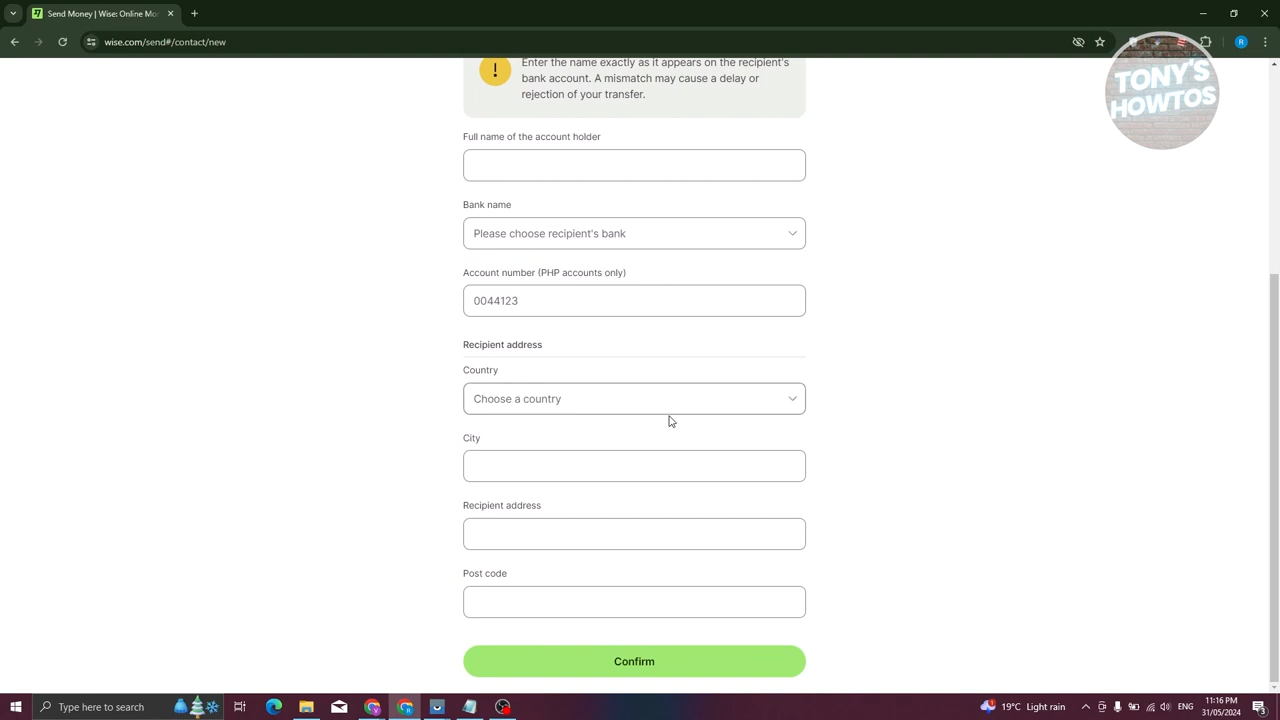 Send Money | Wise: Online Mo
wise.com/send#/contact/new
R
TONY'S
HOWTOS
Enter the name exactly as it appears on the recipient's
bank account. A mismatch may cause a delay or
rejection of your transfer.
Full name of the account holder
Bank name
Please choose recipient's bank
Account number (PHP accounts only)
0044123
Recipient address
Country
Choose a country
City
Recipient address
Post code
Confirm
Type here to search
19°C Light rain
11:16 PM
31/05/2024
3